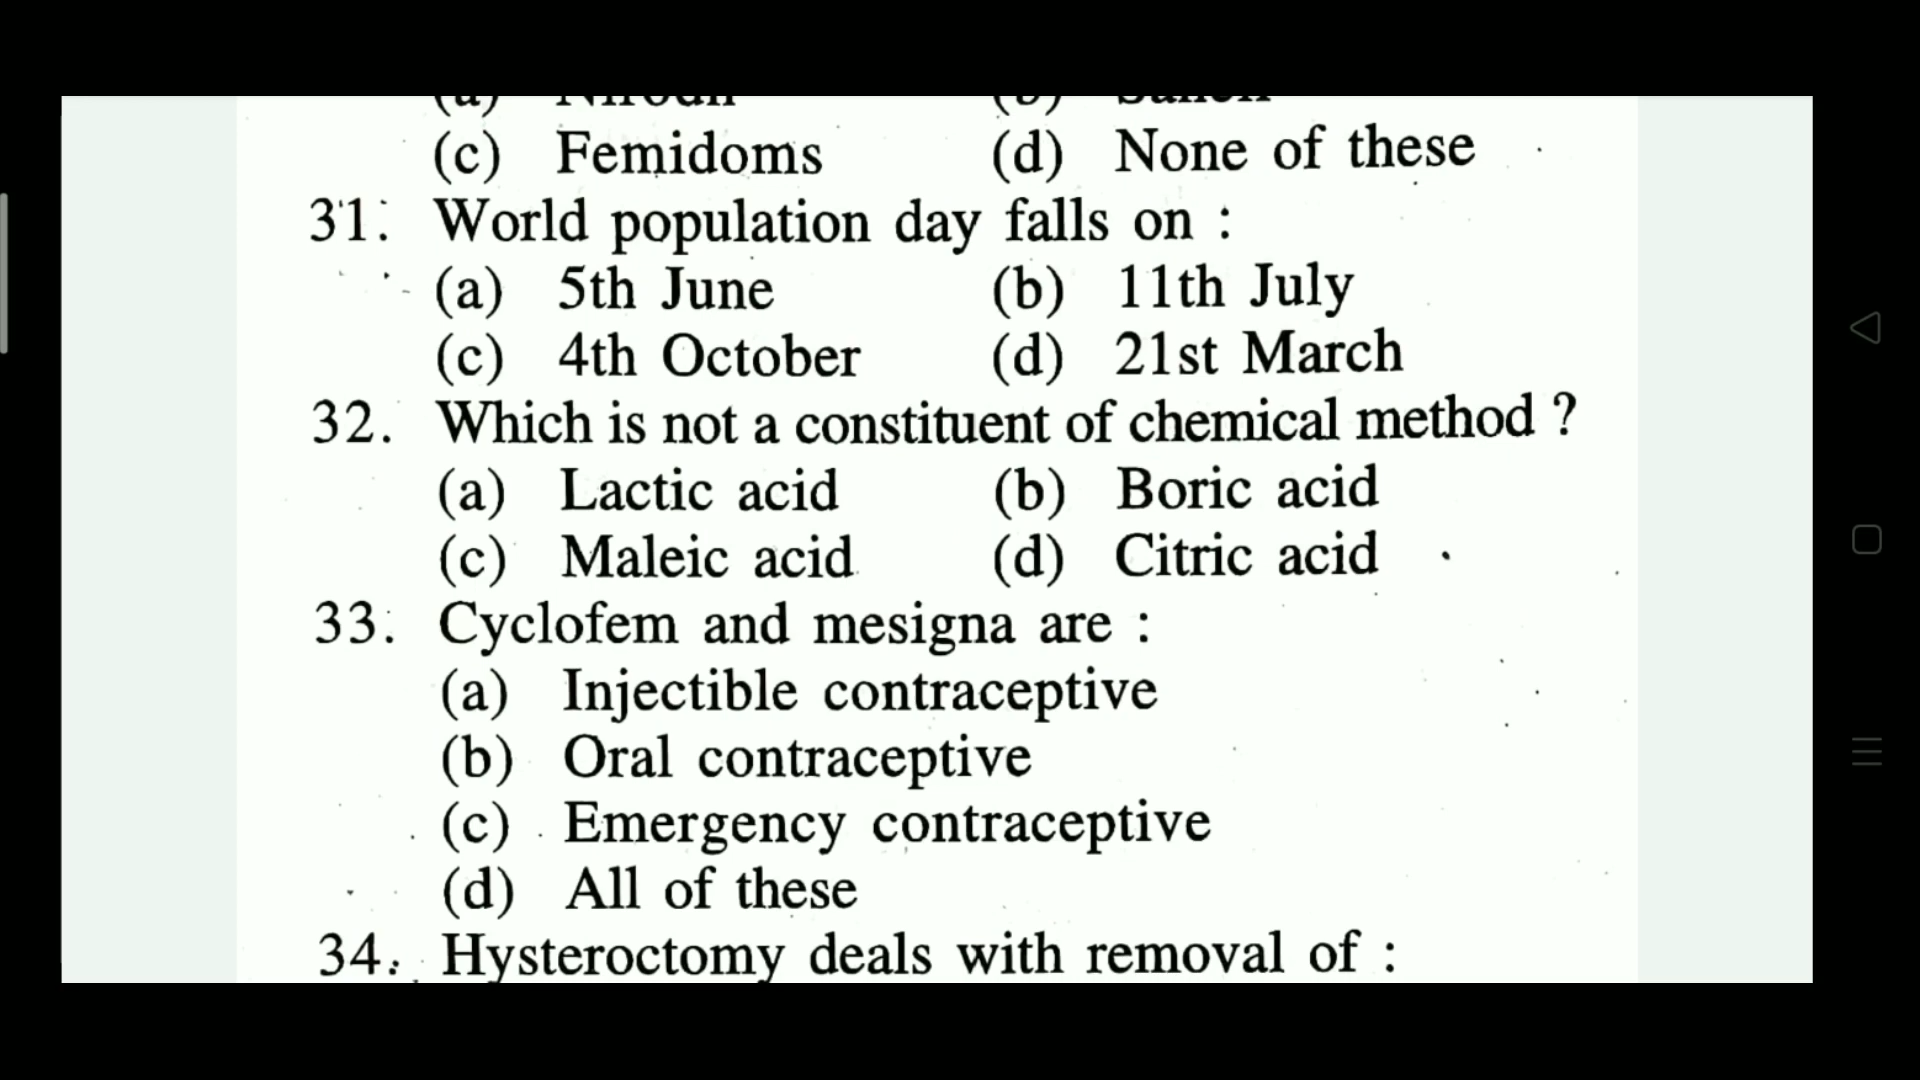 (c) Femidoms (d) None of these
31. World population day falls on :
(a) 5th June (b) 11th July
(c) 4th October (d) 21st March
32. Which is not a constituent of chemical method ?
(a) Lactic acid (b) Boric acid
(c) Maleic acid (d) Citric acid
33. Cyclofem and mesigna are :
(a) Injectible contraceptive
(b) Oral contraceptive
(c) Emergency contraceptive
(d) All of these
34. Hysteroctomy deals with removal of :